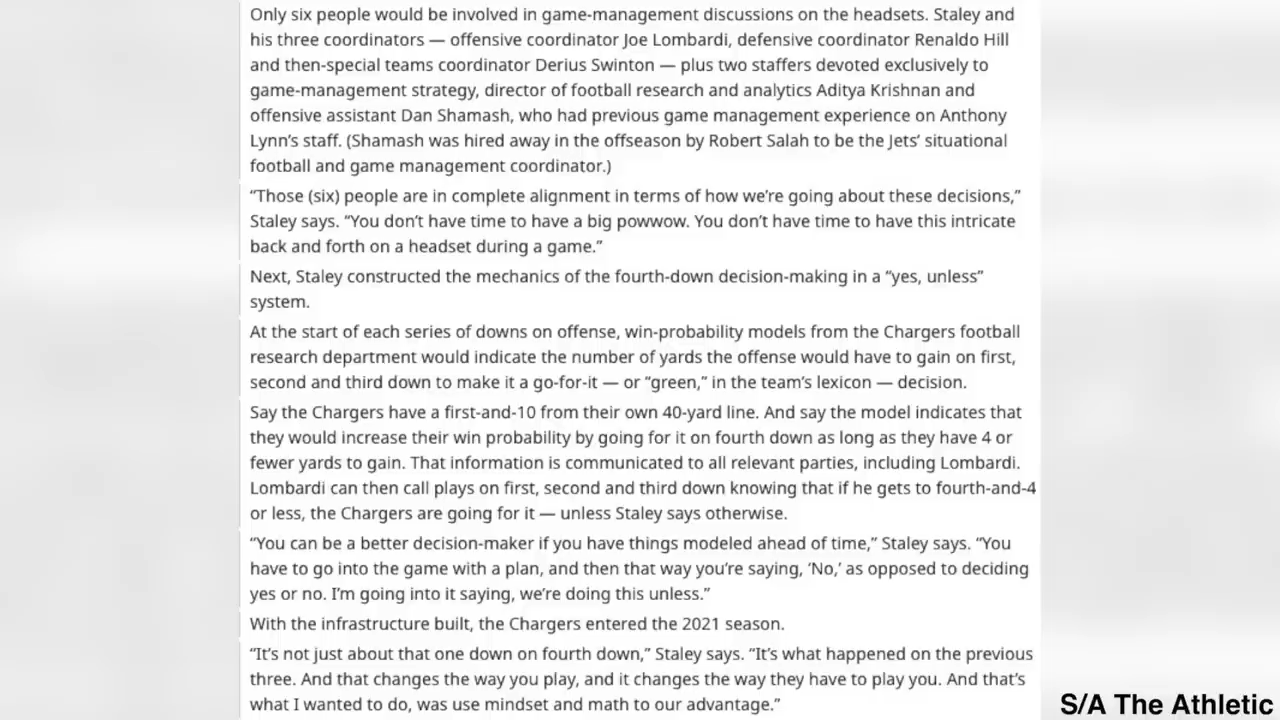 Only six people would be involved in game-management discussions on the headsets. Staley and
his three coordinators — offensive coordinator Joe Lombardi, defensive coordinator Renaldo Hill
and then-special teams coordinator Derius Swinton — plus two staffers devoted exclusively to
game-management strategy, director of football research and analytics Aditya Krishnan and
offensive assistant Dan Shamash, who had previous game management experience on Anthony
Lynn’s staff. (Shamash was hired away in the offseason by Robert Salah to be the Jets’ situational
football and game management coordinator.)
“Those (six) people are in complete alignment in terms of how we’re going about these decisions,”
Staley says. “You don’t have time to have a big powwow. You don’t have time to have this intricate
back and forth on a headset during a game.”
Next, Staley constructed the mechanics of the fourth-down decision-making in a “yes, unless”
system.
At the start of each series of downs on offense, win-probability models from the Chargers football
research department would indicate the number of yards the offense would have to gain on first,
second and third down to make it a go-for-it — or “green,” in the team’s lexicon — decision.
Say the Chargers have a first-and-10 from their own 40-yard line. And say the model indicates that
they would increase their win probability by going for it on fourth down as long as they have 4 or
fewer yards to gain. That information is communicated to all relevant parties, including Lombardi.
Lombardi can then call plays on first, second and third down knowing that if he gets to fourth-and-4
or less, the Chargers are going for it — unless Staley says otherwise.
“You can be a better decision-maker if you have things modeled ahead of time,” Staley says. “You
have to go into the game with a plan, and then that way you’re saying, ‘No,’ as opposed to deciding
yes or no. I’m going into it saying, we’re doing this unless.”
With the infrastructure built, the Chargers entered the 2021 season.
“It’s not just about that one down on fourth down,” Staley says. “It’s what happened on the previous
three. And that changes the way you play, and it changes the way they have to play you. And that’s
what I wanted to do, was use mindset and math to our advantage.”
S/A The Athletic